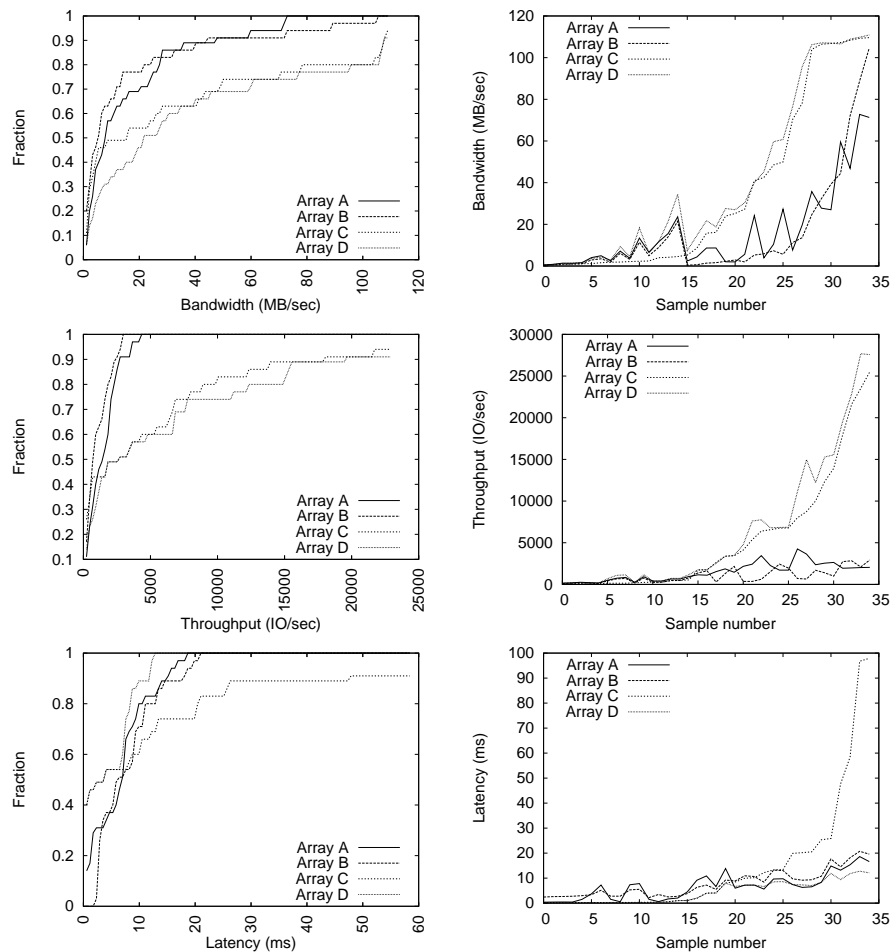 1
0.9
0.8
0.7
0.6
0.5
0.4
0.3
0.2
0.1
0
Fraction
0
20
40
60
80
100
120
Bandwidth (MB/sec)
Array A
Array B
Array C
Array D
120
100
80
60
40
20
0
Bandwidth (MB/sec)
0 5 10 15 20 25 30 35
Sample number
Array A
Array B
Array C
Array D
1
0.9
0.8
0.7
0.6
0.5
0.4
0.3
0.2
0.1
Fraction
0
5000
10000
15000
20000
25000
Throughput (IO/sec)
Array A
Array B
Array C
Array D
30000
25000
20000
15000
10000
5000
0
Throughput (IO/sec)
0 5 10 15 20 25 30 35
Sample number
Array A
Array B
Array C
Array D
1
0.8
0.6
0.4
0.2
0
Fraction
0
10
20
30
40
50
60
Latency (ms)
Array A
Array B
Array C
Array D
100
90
80
70
60
50
40
30
20
10
0
Latency (ms)
0 5 10 15 20 25 30 35
Sample number
Array A
Array B
Array C
Array D